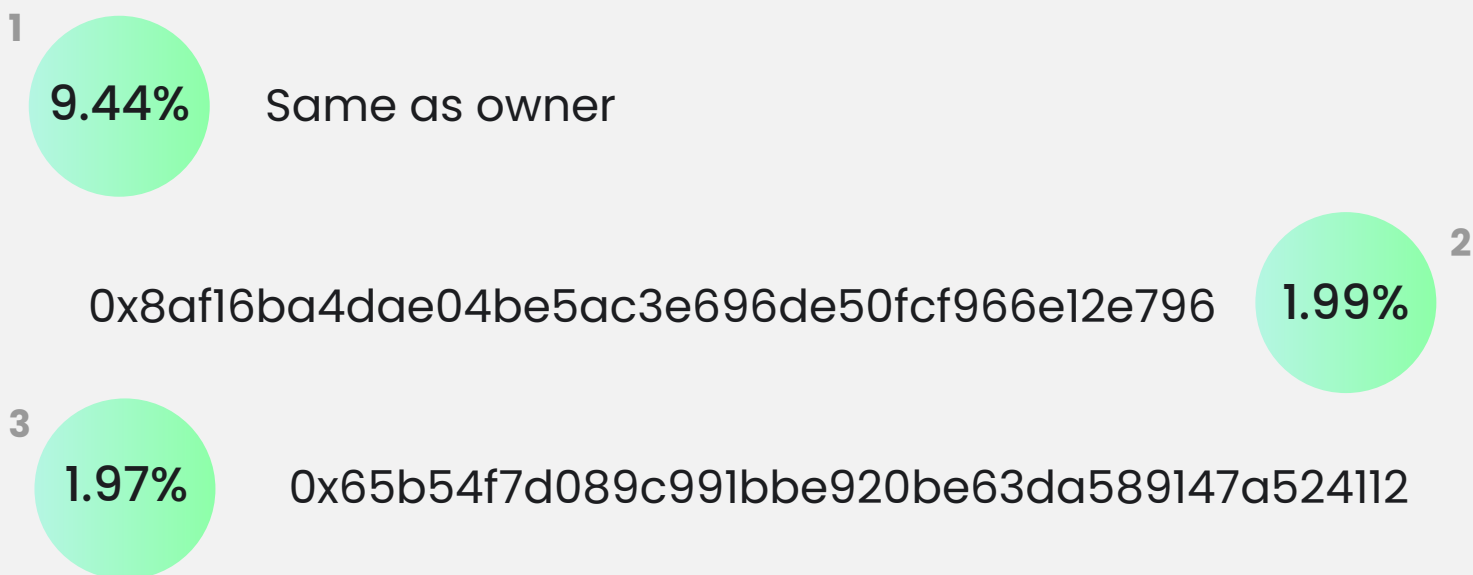 1
9.44% Same as owner
0x8af16ba4dae04be5ac3e696de50fcf966e12e796 1.99%
2
3
1.97% 0x65b54f7d089c991bbe920be63da589147a524112